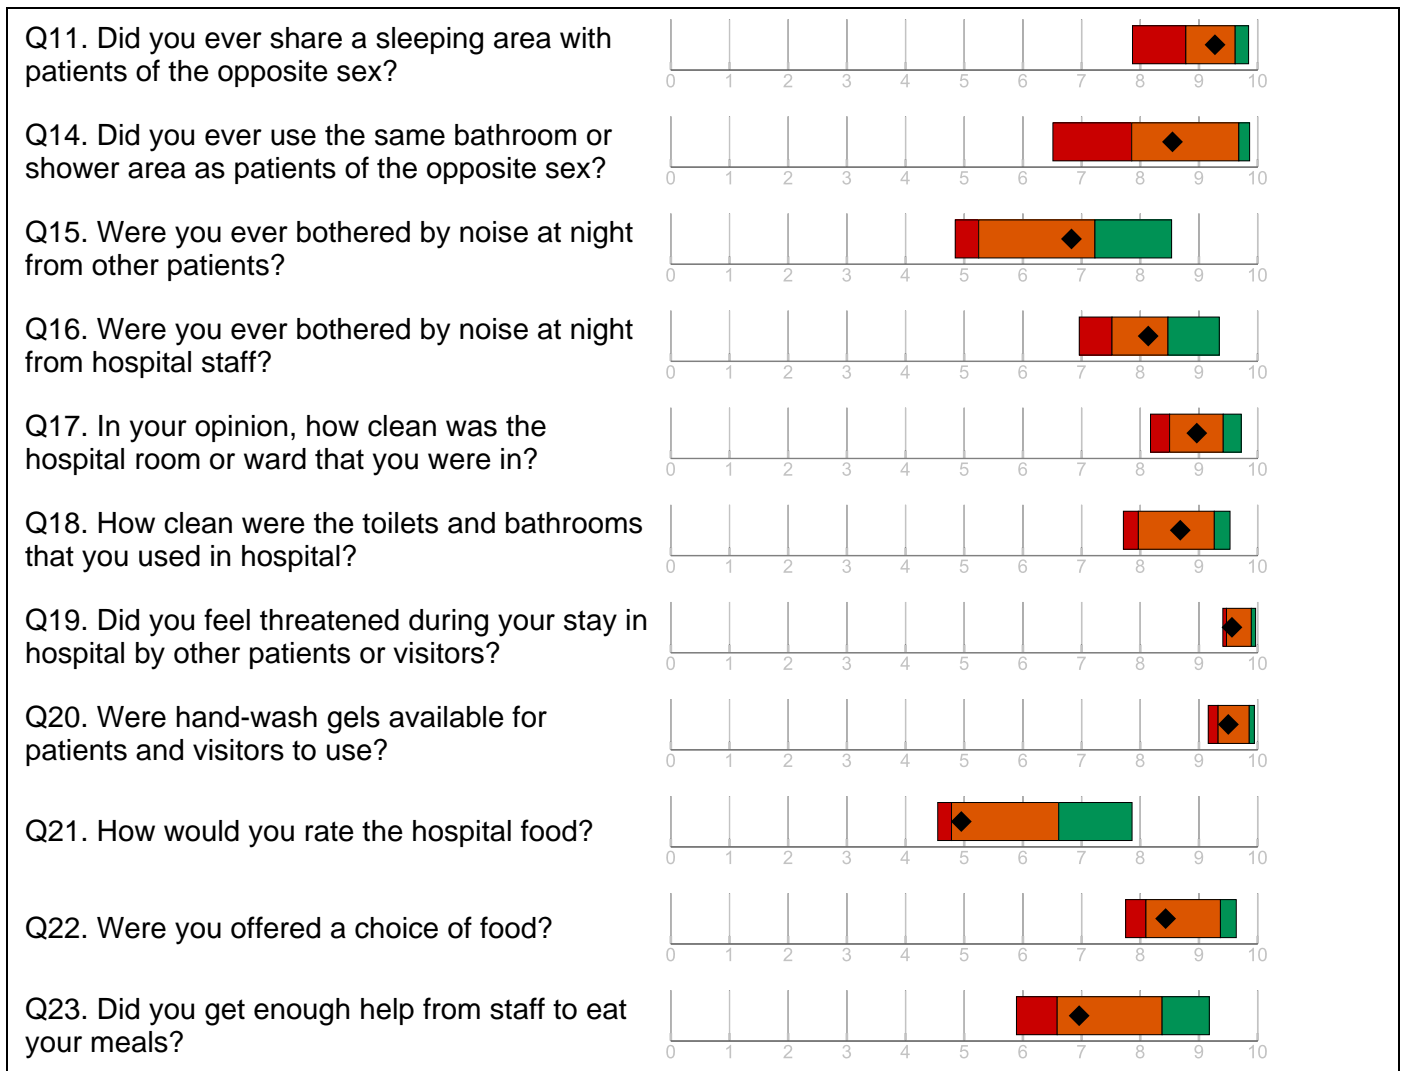 Q11. Did you ever share a sleeping area with
patients of the opposite sex?
0 1 2 3 4 5 6 7 8 9 10
Q14. Did you ever use the same bathroom or
shower area as patients of the opposite sex?
0 1 2 3 4 5 6 7 8 9 10
Q15. Were you ever bothered by noise at night
from other patients?
0 1 2 3 4 5 6 7 8 9 10
Q16. Were you ever bothered by noise at night
from hospital staff?
0 1 2 3 4 5 6 7 8 9 10
Q17. In your opinion, how clean was the
hospital room or ward that you were in?
0 1 2 3 4 5 6 7 8 9 10
Q18. How clean were the toilets and bathrooms
that you used in hospital?
0 1 2 3 4 5 6 7 8 9 10
Q19. Did you feel threatened during your stay in
hospital by other patients or visitors?
0 1 2 3 4 5 6 7 8 9 10
Q20. Were hand-wash gels available for
patients and visitors to use?
0 1 2 3 4 5 6 7 8 9 10
Q21. How would you rate the hospital food?
0 1 2 3 4 5 6 7 8 9 10
Q22. Were you offered a choice of food?
0 1 2 3 4 5 6 7 8 9 10
Q23. Did you get enough help from staff to eat
your meals?
0 1 2 3 4 5 6 7 8 9 10